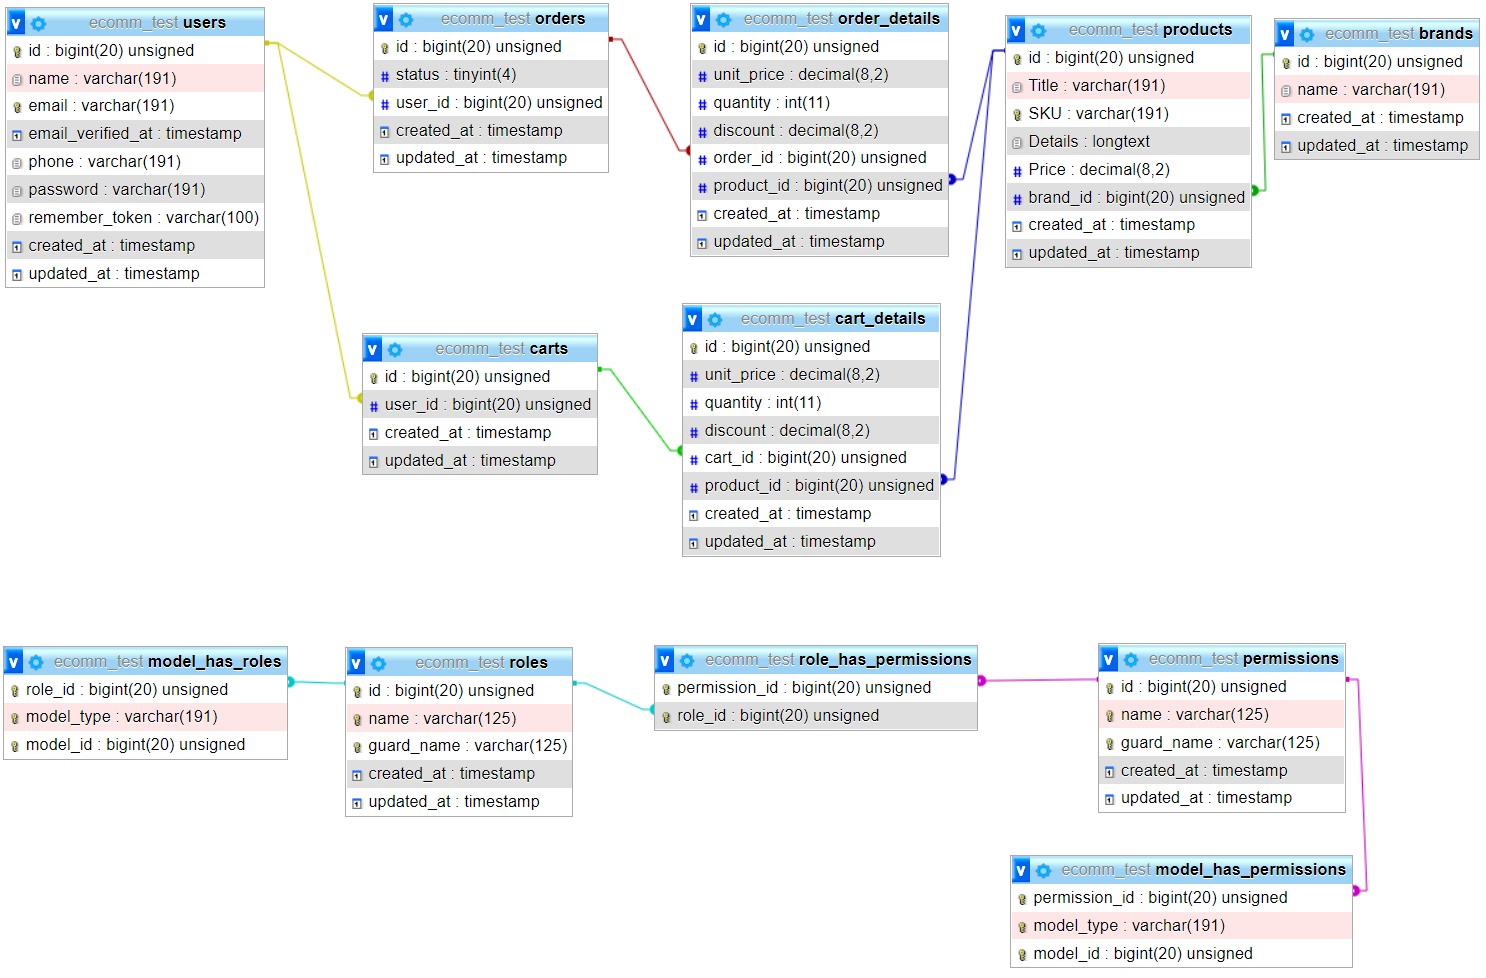 ecomm_test users
id : bigint(20) unsigned
name : varchar(191)
email : varchar(191)
email_verified_at : timestamp
phone : varchar(191)
password : varchar(191)
remember_token : varchar(100)
created_at : timestamp
updated_at : timestamp
ecomm_test orders
id : bigint(20) unsigned
status : tinyint(4)
user_id : bigint(20) unsigned
created_at : timestamp
updated_at : timestamp
ecomm_test order_details
id : bigint(20) unsigned
unit_price : decimal(8,2)
quantity : int(11)
discount : decimal(8,2)
order_id : bigint(20) unsigned
product_id : bigint(20) unsigned
created_at : timestamp
updated_at : timestamp
ecomm_test products
id : bigint(20) unsigned
Title : varchar(191)
SKU : varchar(191)
Details : longtext
Price : decimal(8,2)
brand_id : bigint(20) unsigned
created_at : timestamp
updated_at : timestamp
ecomm_test brands
id : bigint(20) unsigned
name : varchar(191)
created_at : timestamp
updated_at : timestamp
ecomm_test carts
id : bigint(20) unsigned
user_id : bigint(20) unsigned
created_at : timestamp
updated_at : timestamp
ecomm_test cart_details
id : bigint(20) unsigned
unit_price : decimal(8,2)
quantity : int(11)
discount : decimal(8,2)
cart_id : bigint(20) unsigned
product_id : bigint(20) unsigned
created_at : timestamp
updated_at : timestamp
ecomm_test model_has_roles
role_id : bigint(20) unsigned
model_type : varchar(191)
model_id : bigint(20) unsigned
ecomm_test roles
id : bigint(20) unsigned
name : varchar(125)
guard_name : varchar(125)
created_at : timestamp
updated_at : timestamp
ecomm_test role_has_permissions
permission_id : bigint(20) unsigned
role_id : bigint(20) unsigned
ecomm_test permissions
id : bigint(20) unsigned
name : varchar(125)
guard_name : varchar(125)
created_at : timestamp
updated_at : timestamp
ecomm_test model_has_permissions
permission_id : bigint(20) unsigned
model_type : varchar(191)
model_id : bigint(20) unsigned